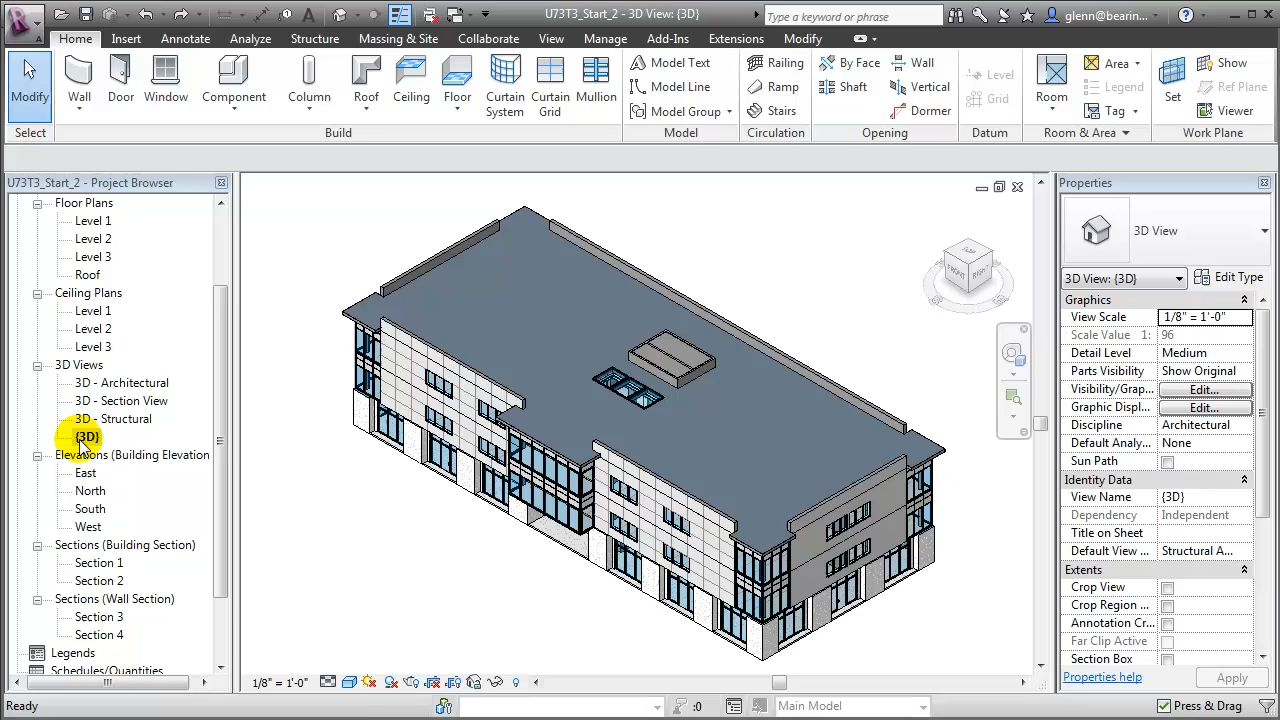 U73T3_Start_2 - 3D View: {3D}
Type a keyword or phrase
glenn@bearin...
Home Insert Annotate Analyze Structure Massing & Site Collaborate View Manage Add-Ins Extensions Modify
Modify
Wall
Door
Window
Component
Column
Roof
Ceiling
Floor
Curtain System
Curtain Grid
Mullion
Model Text
Model Line
Model Group
Railing
Ramp
Stairs
By Face
Shaft
Wall
Vertical
Dormer
Level
Grid
Room
Area
Legend
Tag
Set
Show
Ref Plane
Viewer
Select Build Model Circulation Opening Datum Room & Area Work Plane
U73T3_Start_2 - Project Browser
Floor Plans
Level 1
Level 2
Level 3
Roof
Ceiling Plans
Level 1
Level 2
Level 3
3D Views
3D - Architectural
3D - Section View
3D - Structural
{3D}
Elevations (Building Elevation
East
North
South
West
Sections (Building Section)
Section 1
Section 2
Sections (Wall Section)
Section 3
Section 4
Legends
Schedules/Quantities
TOP
FRONT
RIGHT
Properties
3D View
3D View: {3D} Edit Type
Graphics
View Scale 1/8" = 1'-0"
Scale Value 1: 96
Detail Level Medium
Parts Visibility Show Original
Visibility/Grap... Edit...
Graphic Displ... Edit...
Discipline Architectural
Default Analy... None
Sun Path
Identity Data
View Name {3D}
Dependency Independent
Title on Sheet
Default View ... Structural A...
Extents
Crop View
Crop Region ...
Annotation Cr...
Far Clip Active
Section Box
Properties help Apply
1/8" = 1'-0"
Ready
:0
Main Model
Press & Drag